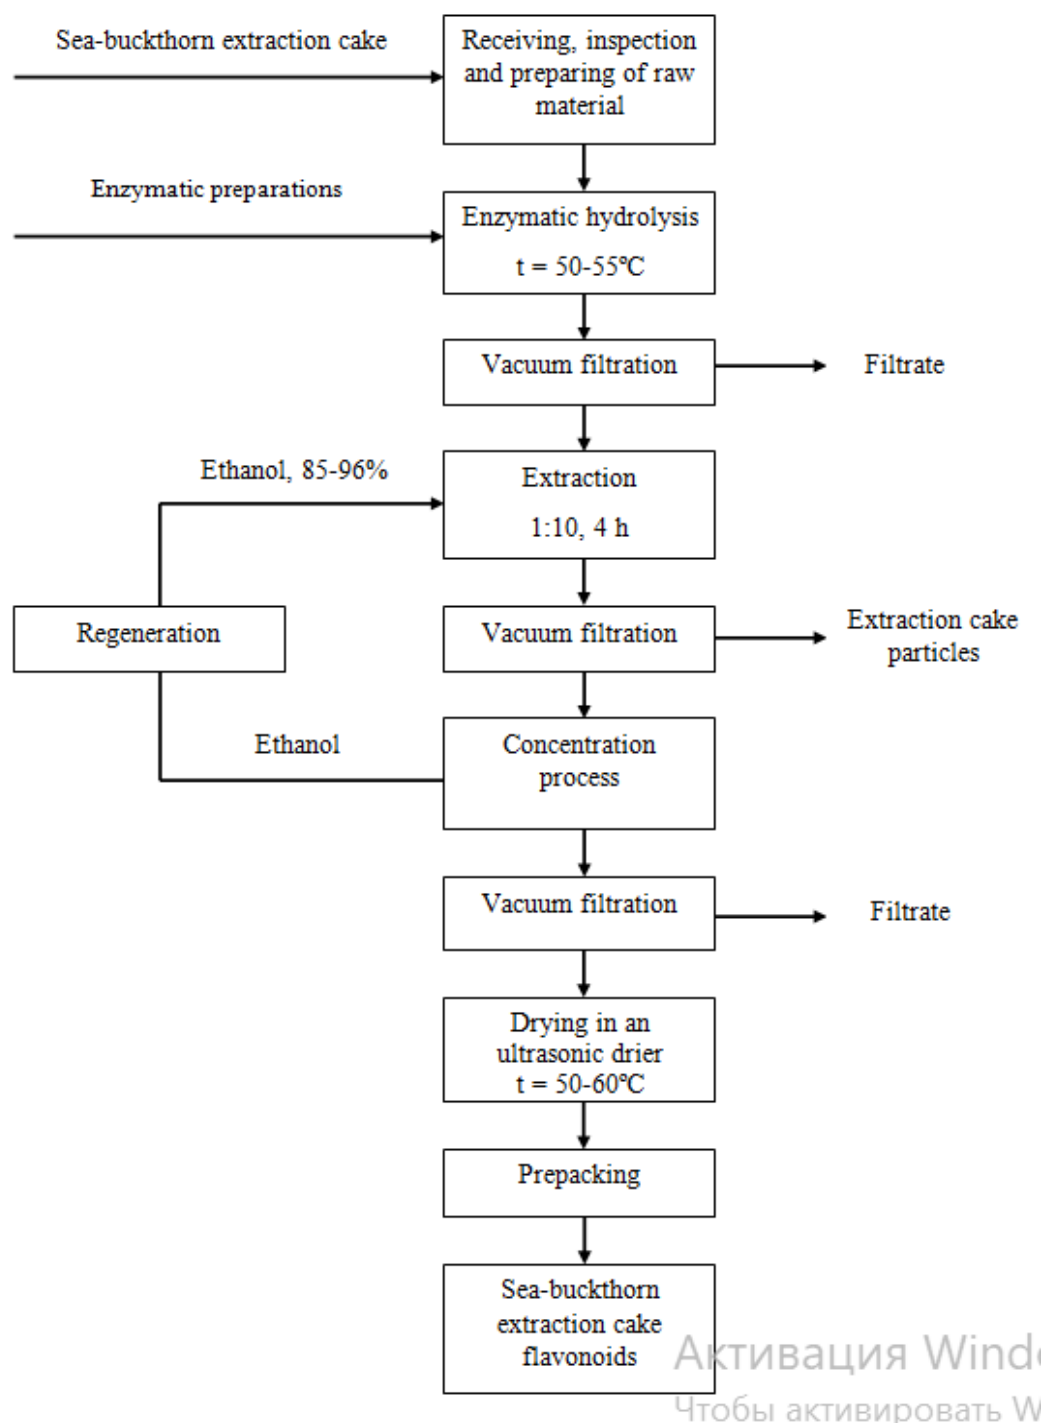 Sea-buckthorn extraction cake
Receiving, inspection
and preparing of raw
material
Enzymatic preparations
Enzymatic hydrolysis
t = 50-55ºC
Vacuum filtration
Filtrate
Ethanol, 85-96%
Extraction
1:10, 4 h
Regeneration
Vacuum filtration
Extraction cake
particles
Ethanol
Concentration
process
Vacuum filtration
Filtrate
Drying in an
ultrasonic drier
t = 50-60ºC
Prepacking
Sea-buckthorn
extraction cake
flavonoids
Активация Windo
Чтобы активировать W